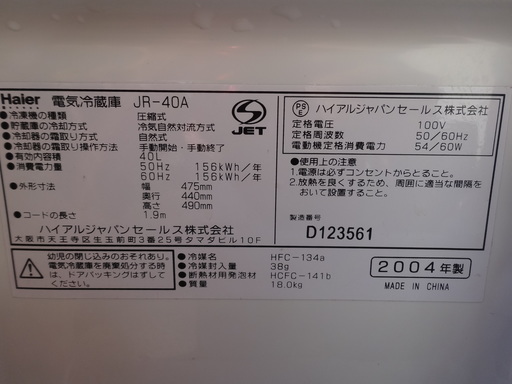 Haier 電気冷蔵庫 JR-40A
●冷凍機の種類 圧縮式
●貯蔵庫の冷却方式 冷気自然対流方式
●冷却器の霜取り方式 自然式
●冷却器の霜取り操作方法 手動開始・手動終了
●有効内容積 40L
●消費電力量 50Hz 156kWh/年
60Hz 156kWh/年
●外形寸法 幅 475mm
奥行 440mm
高さ 490mm
●コードの長さ 1.9m
ハイアルジャパンセールス株式会社
大阪市天王寺区生玉前町3番25号タマダビル10F
S
JET
PS
E
ハイアルジャパンセールス株式会社
定格電圧 100V
定格周波数 50/60Hz
電動機定格消費電力 54/60W
●使用上の注意
1.電源は必ずコンセントからとること。
2.放熱を良くするため、周囲に適当な間隔を
おいて設置すること。
製造番号
D123561
幼児の閉じ込みのおそれあり。
電気冷蔵庫を廃棄処分する時
は、ドアパッキングはずして
ください。
●冷媒名 HFC-134a
●冷媒封入量 38g
●断熱材用発泡材 HCFC-141b
●質量 18.0kg
2004年製
MADE IN CHINA